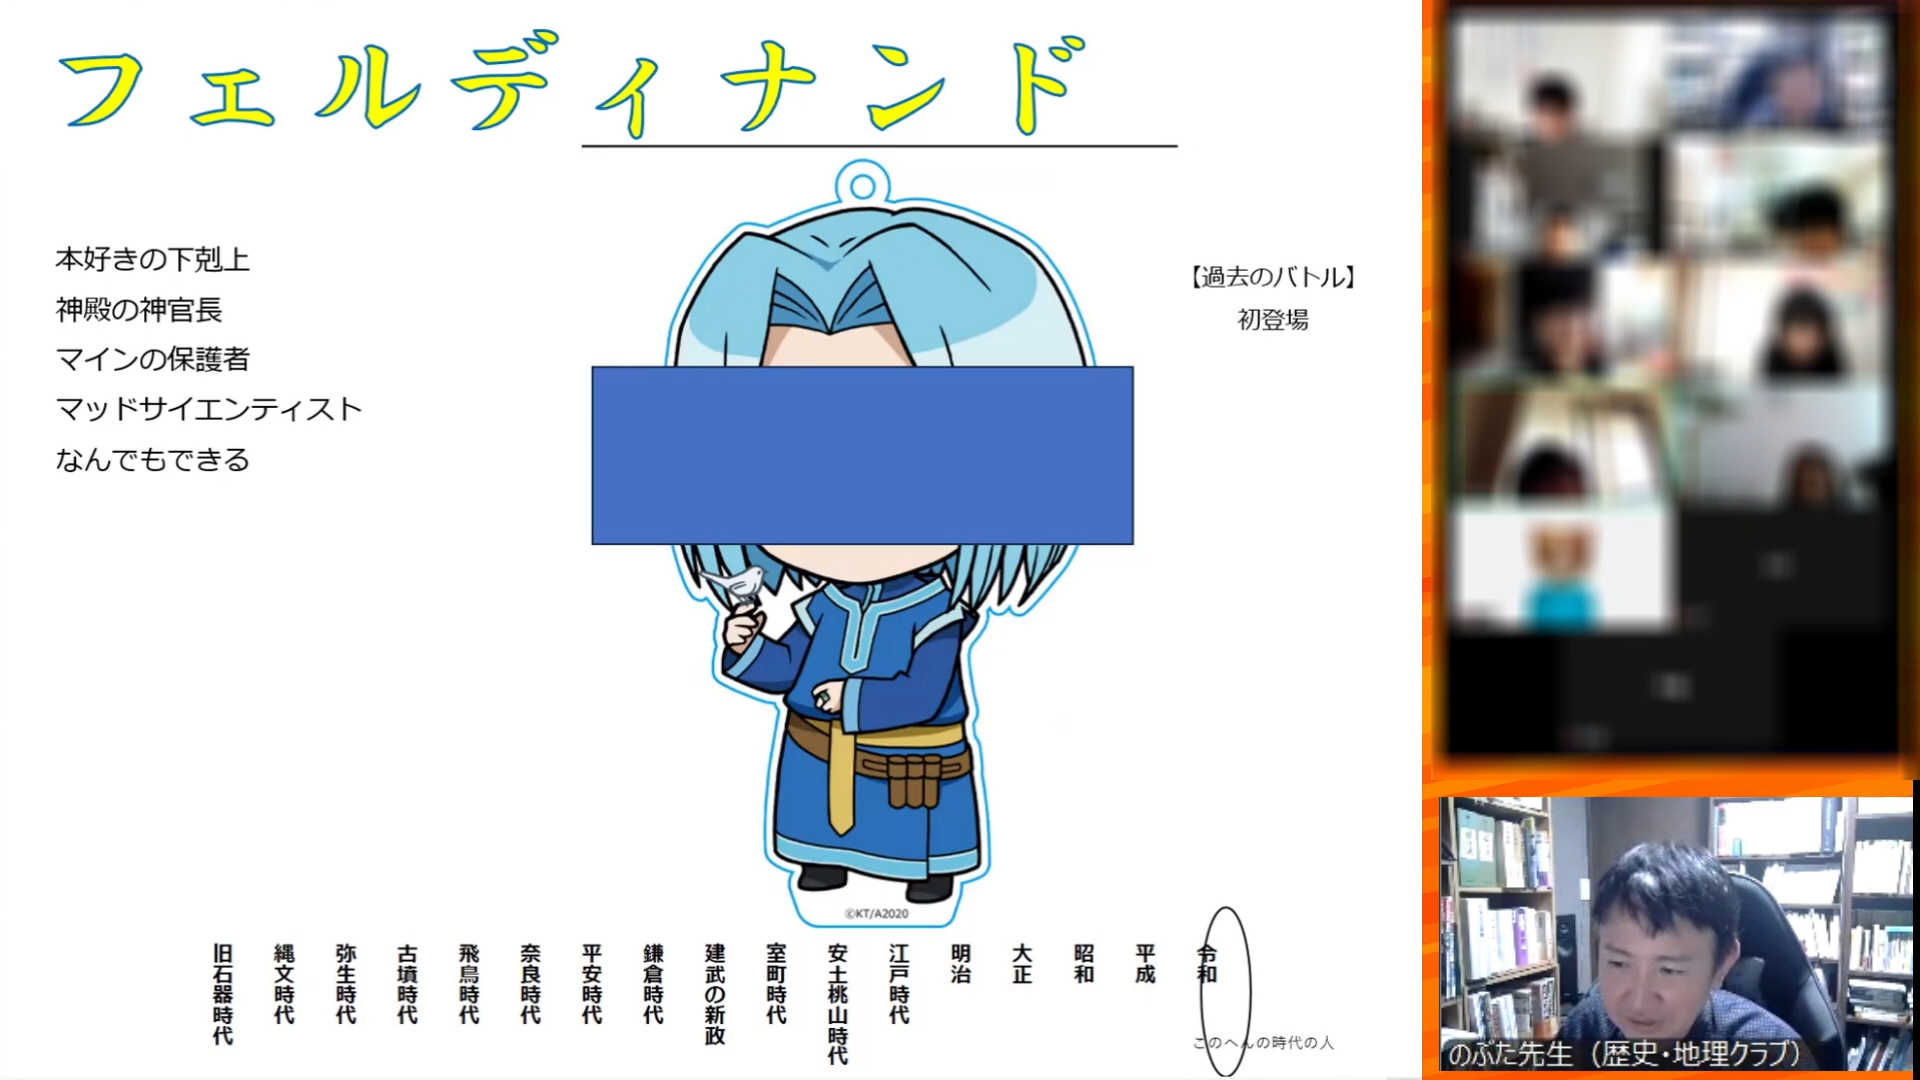 フェルディナンド
本好きの下剋上
神殿の神官長
マインの保護者
マッドサイエンティスト
なんでもできる
【過去のバトル】
初登場
©KT/A2020
旧石器時代
縄文時代
弥生時代
古墳時代
飛鳥時代
奈良時代
平安時代
鎌倉時代
建武の新政
室町時代
安土桃山時代
江戸時代
明治
大正
昭和
平成
令和
このへんの時代の人
のぶた先生（歴史・地理クラブ）